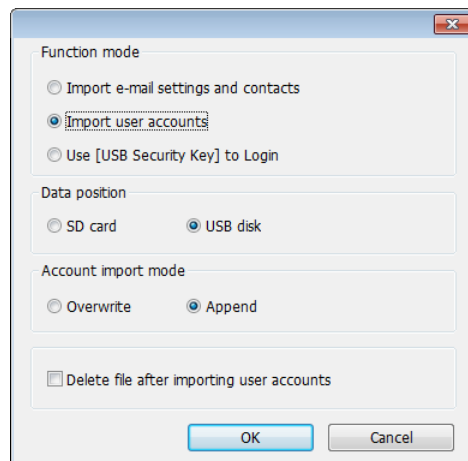 Function mode
Import e-mail settings and contacts
Import user accounts
Use [USB Security Key] to Login
Data position
SD card USB disk
Account import mode
Overwrite Append
Delete file after importing user accounts
OK Cancel